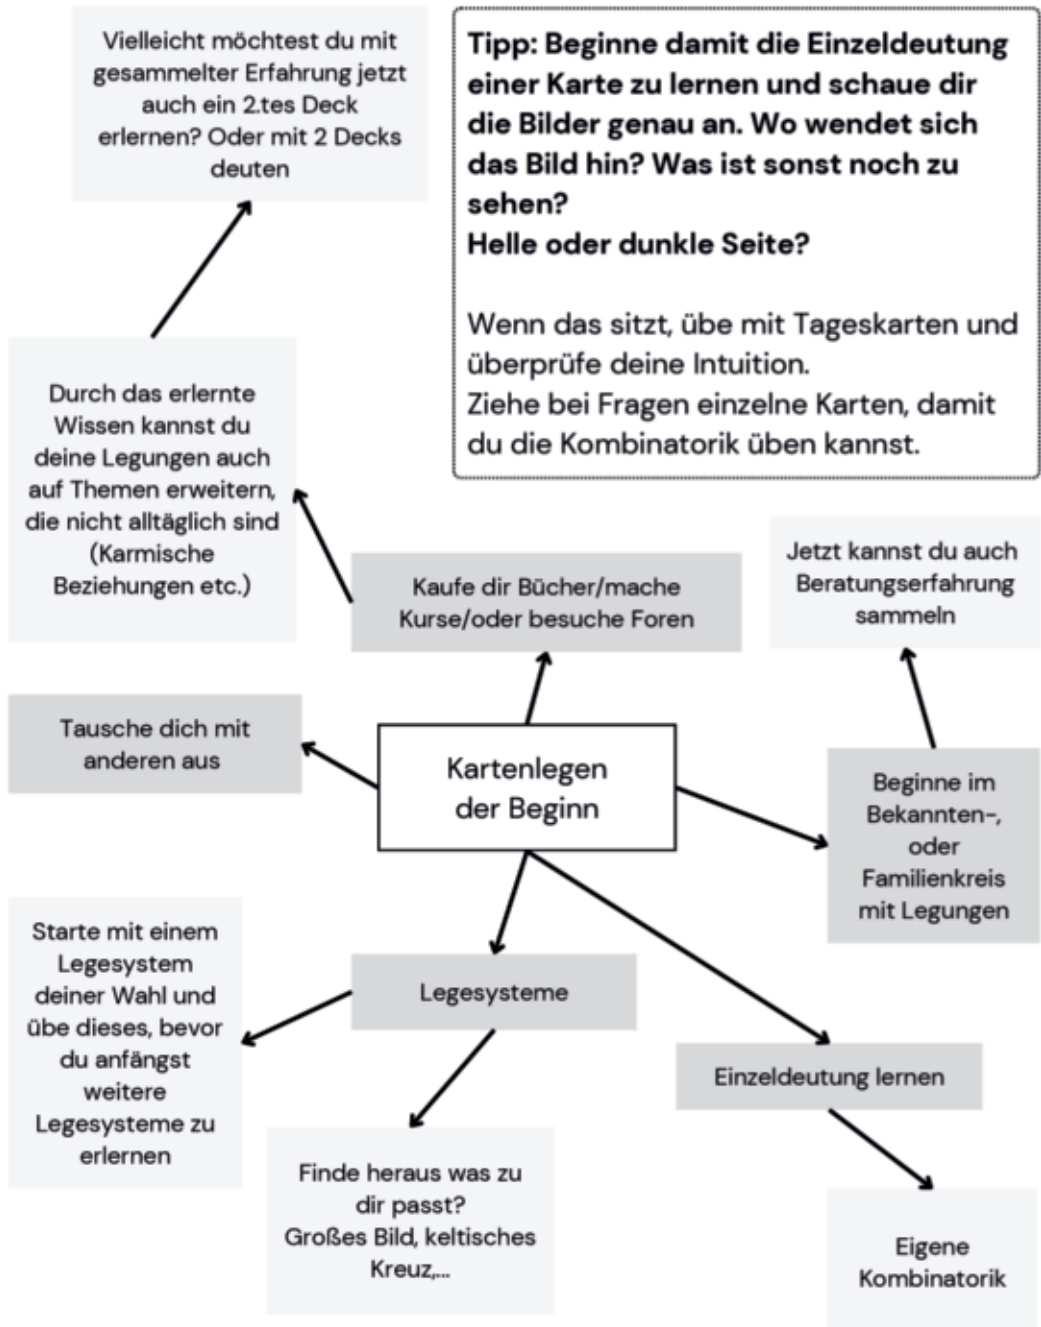 Vielleicht möchtest du mit
gesammelter Erfahrung jetzt
auch ein 2.tes Deck
erlernen? Oder mit 2 Decks
deuten
Tipp: Beginne damit die Einzeldeutung
einer Karte zu lernen und schaue dir
die Bilder genau an. Wo wendet sich
das Bild hin? Was ist sonst noch zu
sehen?
Helle oder dunkle Seite?
Wenn das sitzt, übe mit Tageskarten und
überprüfe deine Intuition.
Ziehe bei Fragen einzelne Karten, damit
du die Kombinatorik üben kannst.
Durch das erlernte
Wissen kannst du
deine Legungen auch
auf Themen erweitern,
die nicht alltäglich sind
(Karmische
Beziehungen etc.)
Kaufe dir Bücher/mache
Kurse/oder besuche Foren
Jetzt kannst du auch
Beratungserfahrung
sammeln
Tausche dich mit
anderen aus
Kartenlegen
der Beginn
Beginne im
Bekannten-,
oder
Familienkreis
mit Legungen
Starte mit einem
Legesystem
deiner Wahl und
übe dieses, bevor
du anfängst
weitere
Legesysteme zu
erlernen
Legesysteme
Einzeldeutung lernen
Finde heraus was zu
dir passt?
Großes Bild, keltisches
Kreuz,...
Eigene
Kombinatorik